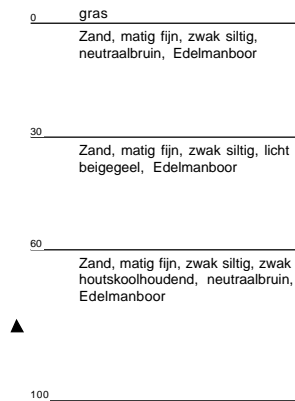 0 gras
Zand, matig fijn, zwak siltig,
neutraalbruin, Edelmanboor
30
Zand, matig fijn, zwak siltig, licht
beigegeel, Edelmanboor
60
Zand, matig fijn, zwak siltig, zwak
houtskoolhoudend, neutraalbruin,
Edelmanboor
100